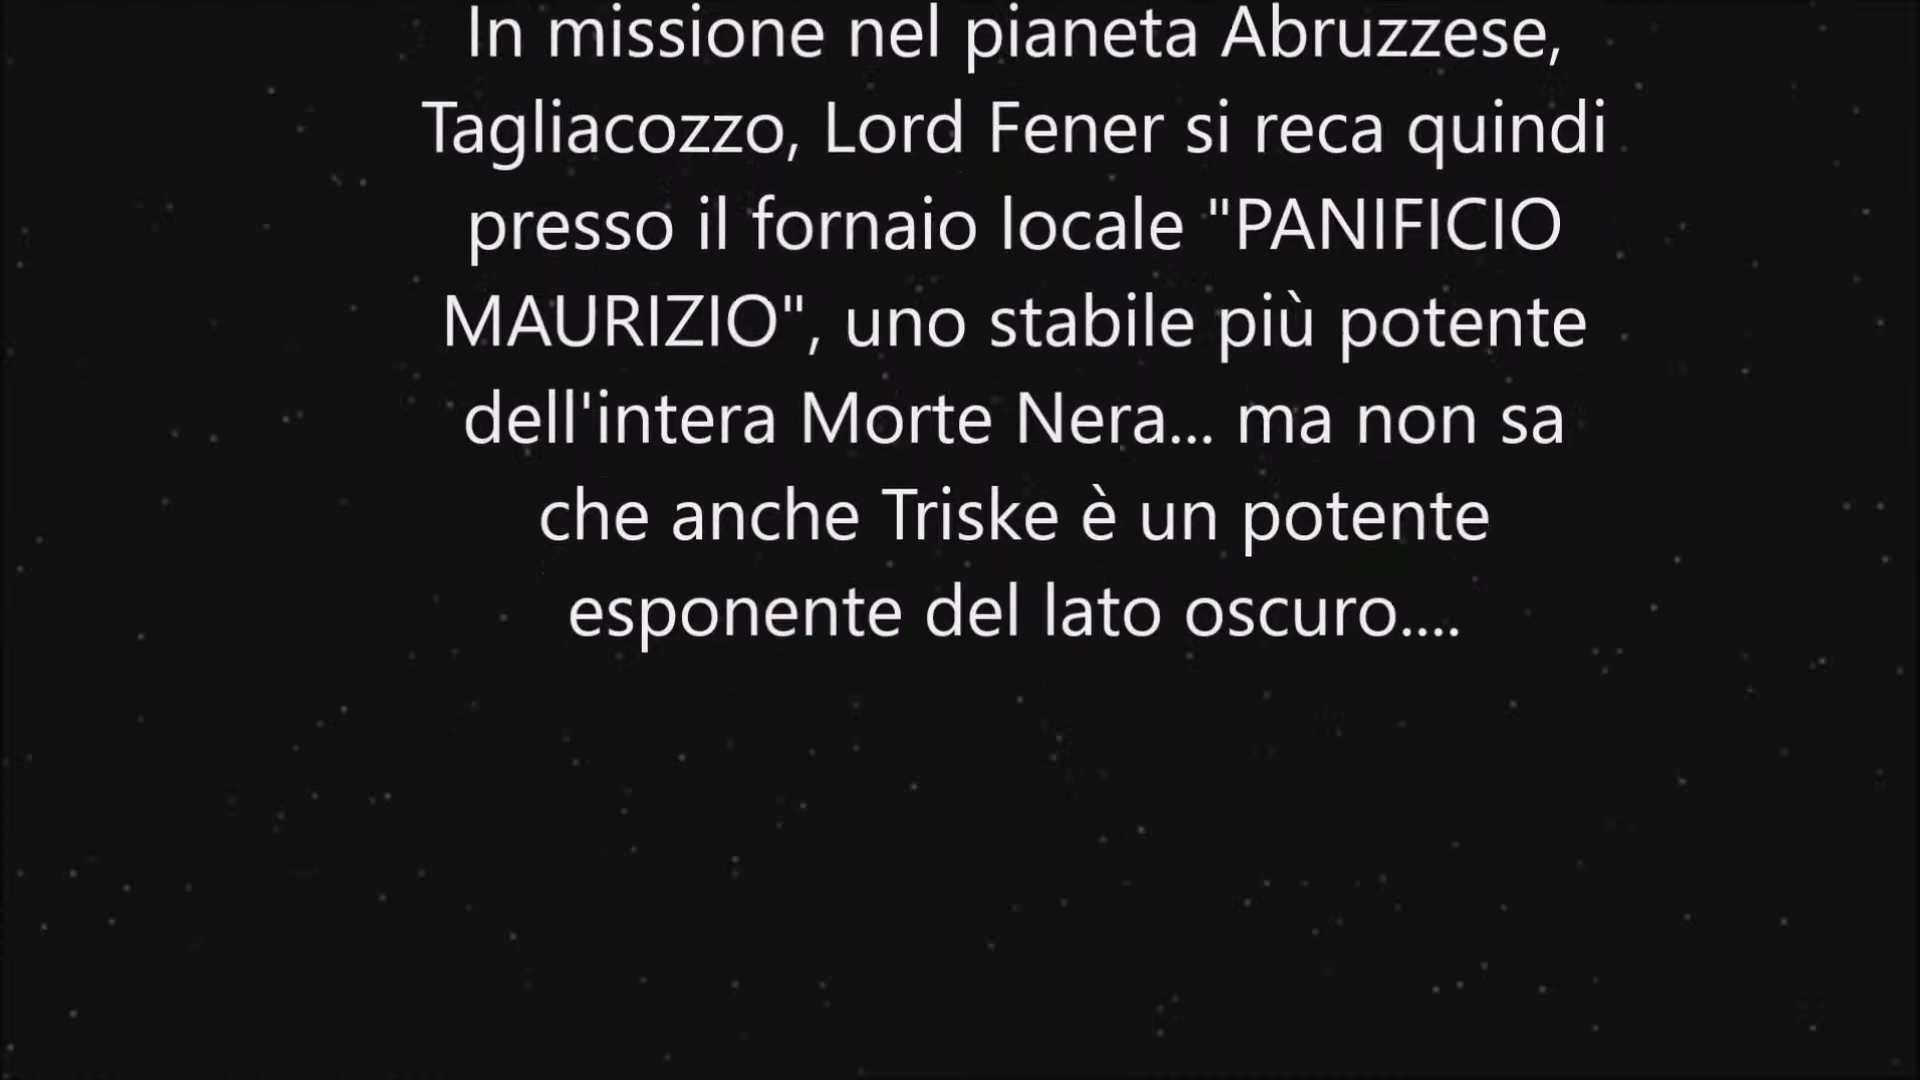 In missione nel pianeta Abruzzese,
Tagliacozzo, Lord Fener si reca quindi
presso il fornaio locale "PANIFICIO
MAURIZIO", uno stabile più potente
dell'intera Morte Nera... ma non sa
che anche Triske è un potente
esponente del lato oscuro....